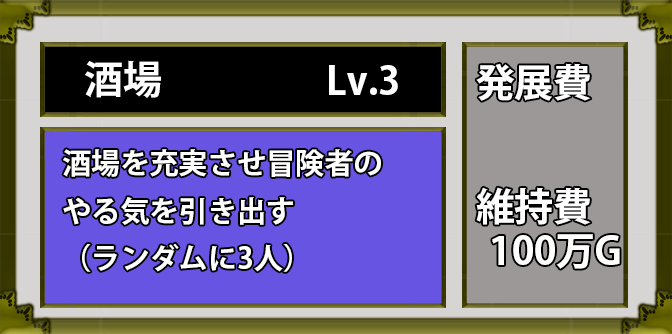 酒場 Lv.3
酒場を充実させ冒険者の
やる気を引き出す
（ランダムに3人）
発展費
維持費
100万G